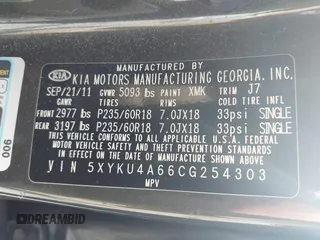 MANUFACTURED BY
KIA KIA MOTORS MANUFACTURING GEORGIA, INC.
SEP/21/11 GVWR 5093 lbs PAINT XMK TRIM J7
GAWR TIRES RIMS COLD TIRE INFL.
FRONT 2977 lbs P235/60R18 7.0JX18 33psi SINGLE
REAR 3197 lbs P235/60R18 7.0JX18 33psi SINGLE
THIS VEHICLE CONFORMS TO ALL APPLICABLE FEDERAL
MOTOR VEHICLE SAFETY AND THEFT PREVENTION STANDARDS
IN EFFECT ON THE DATE OF MANUFACTURE SHOWN ABOVE.
VIN 5XYKU4A66CG254303
MPV
900
DREAMBID